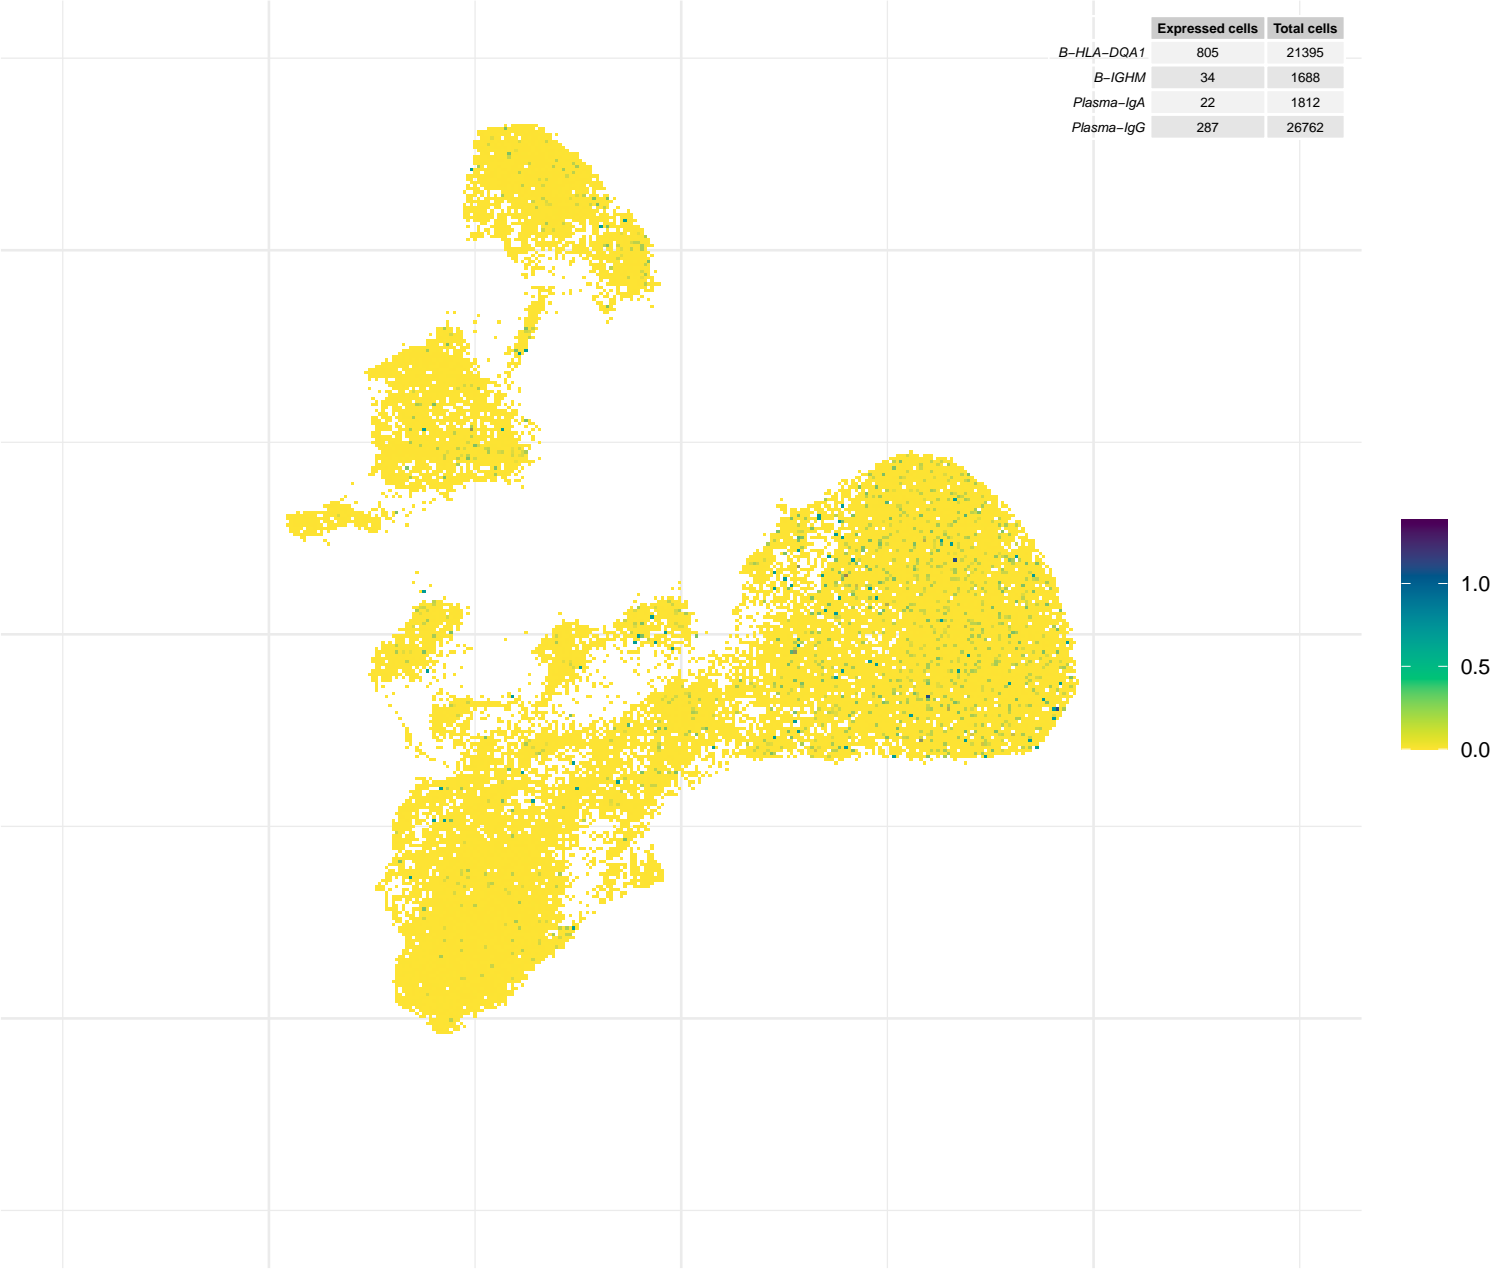 Expressed cells Total cells
B−HLA−DQA1 805 21395
B−IGHM 34 1688
Plasma−IgA 22 1812
Plasma−IgG 287 26762
1.0
0.5
0.0